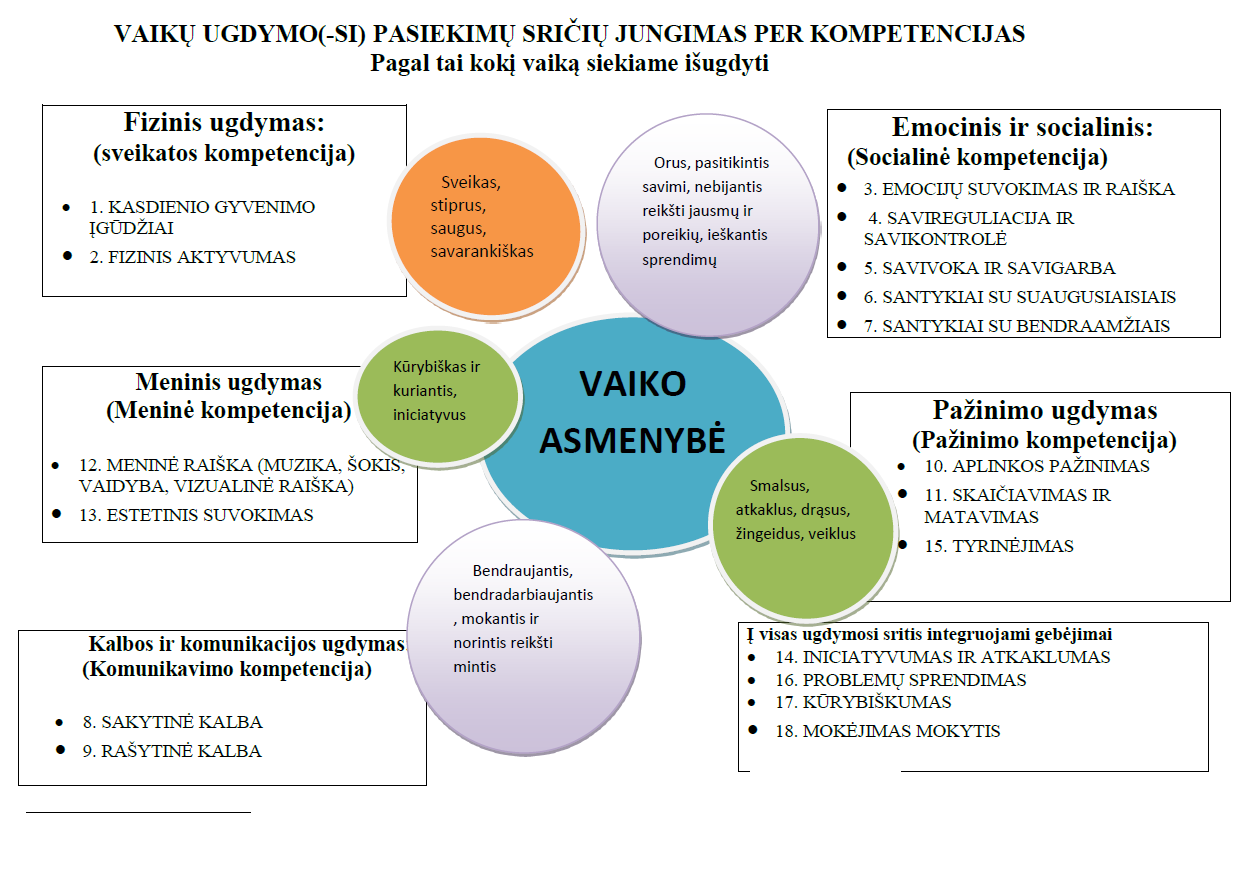 VAIKŲ UGDYMO(-SI) PASIEKIMŲ SRIČIŲ JUNGIMAS PER KOMPETENCIJAS
Pagal tai kokį vaiką siekiame išugdyti
Fizinis ugdymas:
(sveikatos kompetencija)
• 1. KASDIENIO GYVENIMO
ĮGŪDŽIAI
• 2. FIZINIS AKTYVUMAS
Sveikas,
stiprus,
saugus,
savarankiškas
Orus, pasitikintis
savimi, nebijantis
reikšti jausmų ir
poreikių, ieškantis
sprendimų
Emocinis ir socialinis:
(Socialinė kompetencija)
• 3. EMOCIJŲ SUVOKIMAS IR RAIŠKA
• 4. SAVIREGULIACIJA IR
SAVIKONTROLĖ
• 5. SAVIVOKA IR SAVIGARBA
• 6. SANTYKIAI SU SUAUGUSIAISIAIS
• 7. SANTYKIAI SU BENDRAAMŽIAIS
Meninis ugdymas
(Meninė kompetencija)
• 12. MENINĖ RAIŠKA (MUZIKA, ŠOKIS,
VAIDYBA, VIZUALINĖ RAIŠKA)
• 13. ESTETINIS SUVOKIMAS
Kūrybiškas ir
kuriantis,
iniciatyvus
VAIKO
ASMENYBĖ
Smalsus,
atkaklus, drąsus,
žingeidus, veiklus
Pažinimo ugdymas
(Pažinimo kompetencija)
• 10. APLINKOS PAŽINIMAS
• 11. SKAIČIAVIMAS IR
MATAVIMAS
• 15. TYRINĖJIMAS
Bendraujantis,
bendradarbiaujantis
, mokantis ir
norintis reikšti
mintis
Kalbos ir komunikacijos ugdymas:
(Komunikavimo kompetencija)
• 8. SAKYTINĖ KALBA
• 9. RAŠYTINĖ KALBA
Į visas ugdymosi sritis integruojami gebėjimai
• 14. INICIATYVUMAS IR ATKAKLUMAS
• 16. PROBLEMŲ SPRENDIMAS
• 17. KŪRYBIŠKUMAS
• 18. MOKĖJIMAS MOKYTIS